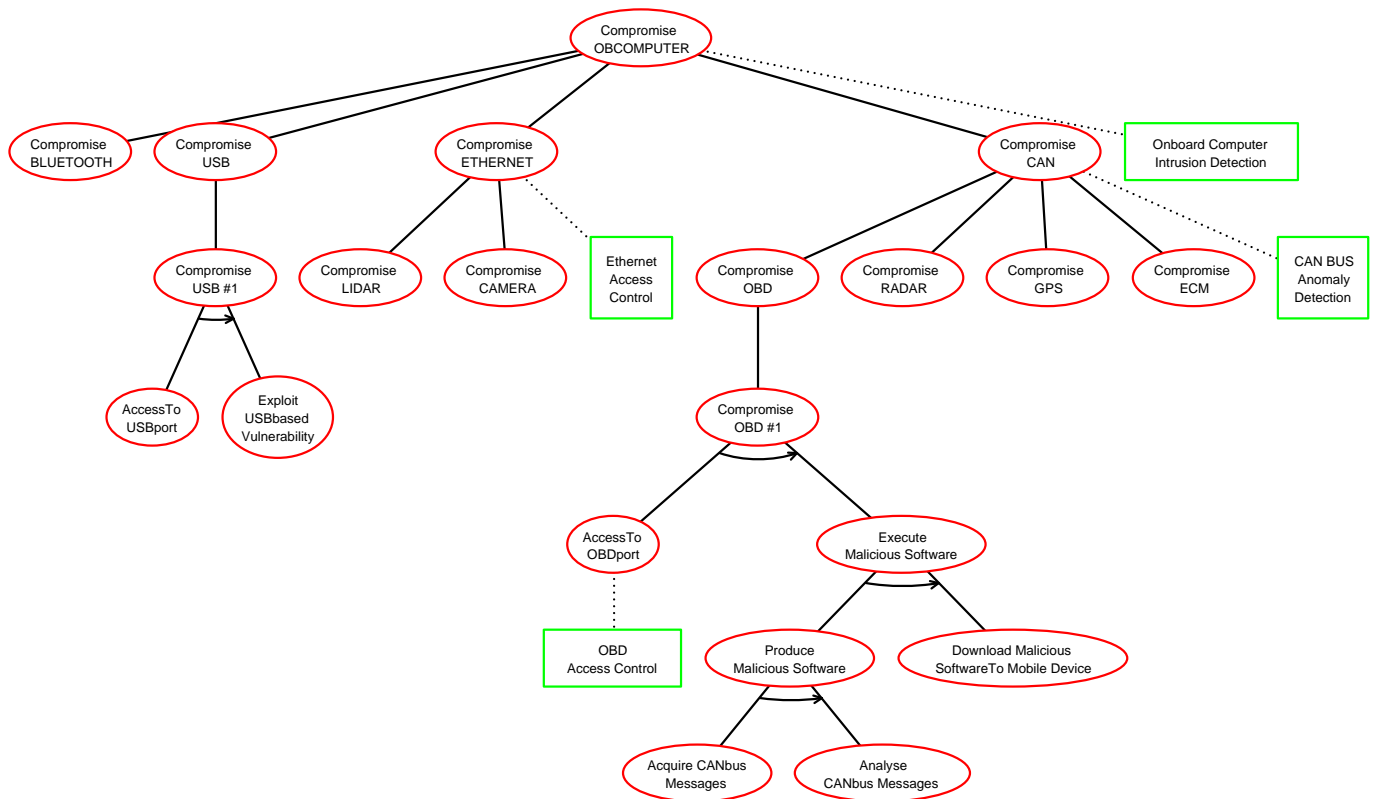 Compromise
OBCOMPUTER
Compromise
BLUETOOTH
Compromise
USB
Compromise
ETHERNET
Compromise
CAN
Onboard Computer
Intrusion Detection
Compromise
USB #1
Compromise
LIDAR
Compromise
CAMERA
Ethernet
Access
Control
Compromise
OBD
Compromise
RADAR
Compromise
GPS
Compromise
ECM
CAN BUS
Anomaly
Detection
AccessTo
USBport
Exploit
USBbased
Vulnerability
Compromise
OBD #1
AccessTo
OBDport
Execute
Malicious Software
OBD
Access Control
Produce
Malicious Software
Download Malicious
SoftwareTo Mobile Device
Acquire CANbus
Messages
Analyse
CANbus Messages